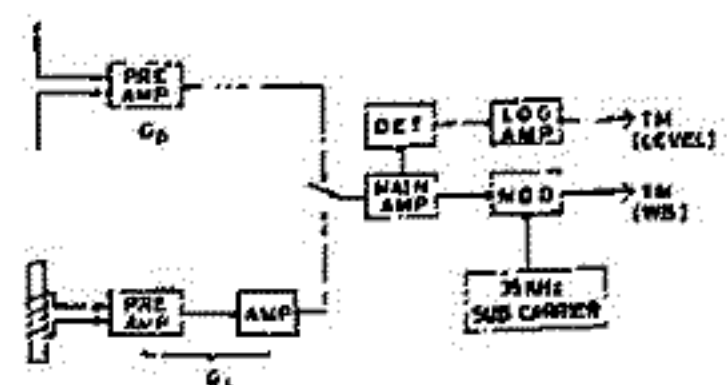 PRE
AMP
DET
LOG
AMP
TM
(LEVEL)
MAIN
AMP
MOD
TM
(WB)
PRE
AMP
AMP
SUB CARRIER